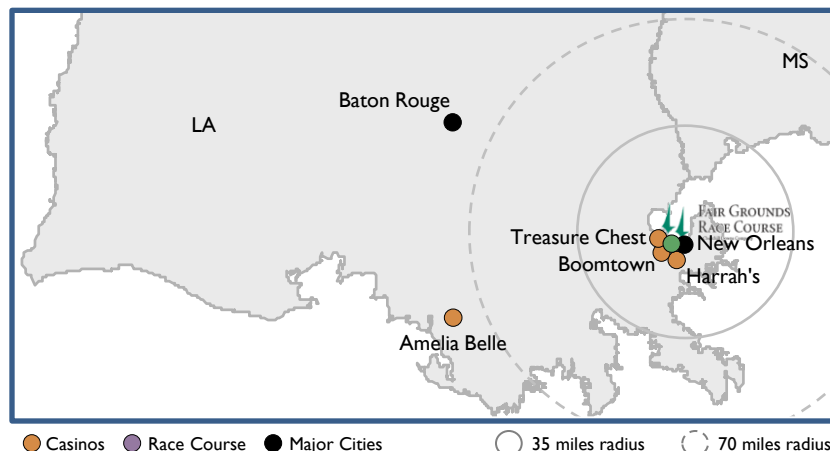 MS
Baton Rouge
LA
FAIR GROUNDS
RACE COURSE
Treasure Chest
New Orleans
Boomtown
Harrah's
Amelia Belle
Casinos
Race Course
Major Cities
35 miles radius
70 miles radius